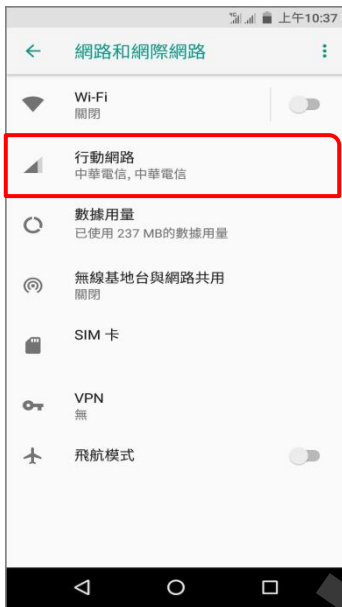 上午10:37
網路和網際網路
Wi-Fi
關閉
行動網路
中華電信, 中華電信
數據用量
已使用 237 MB的數據用量
無線基地台與網路共用
關閉
SIM 卡
VPN
無
飛航模式